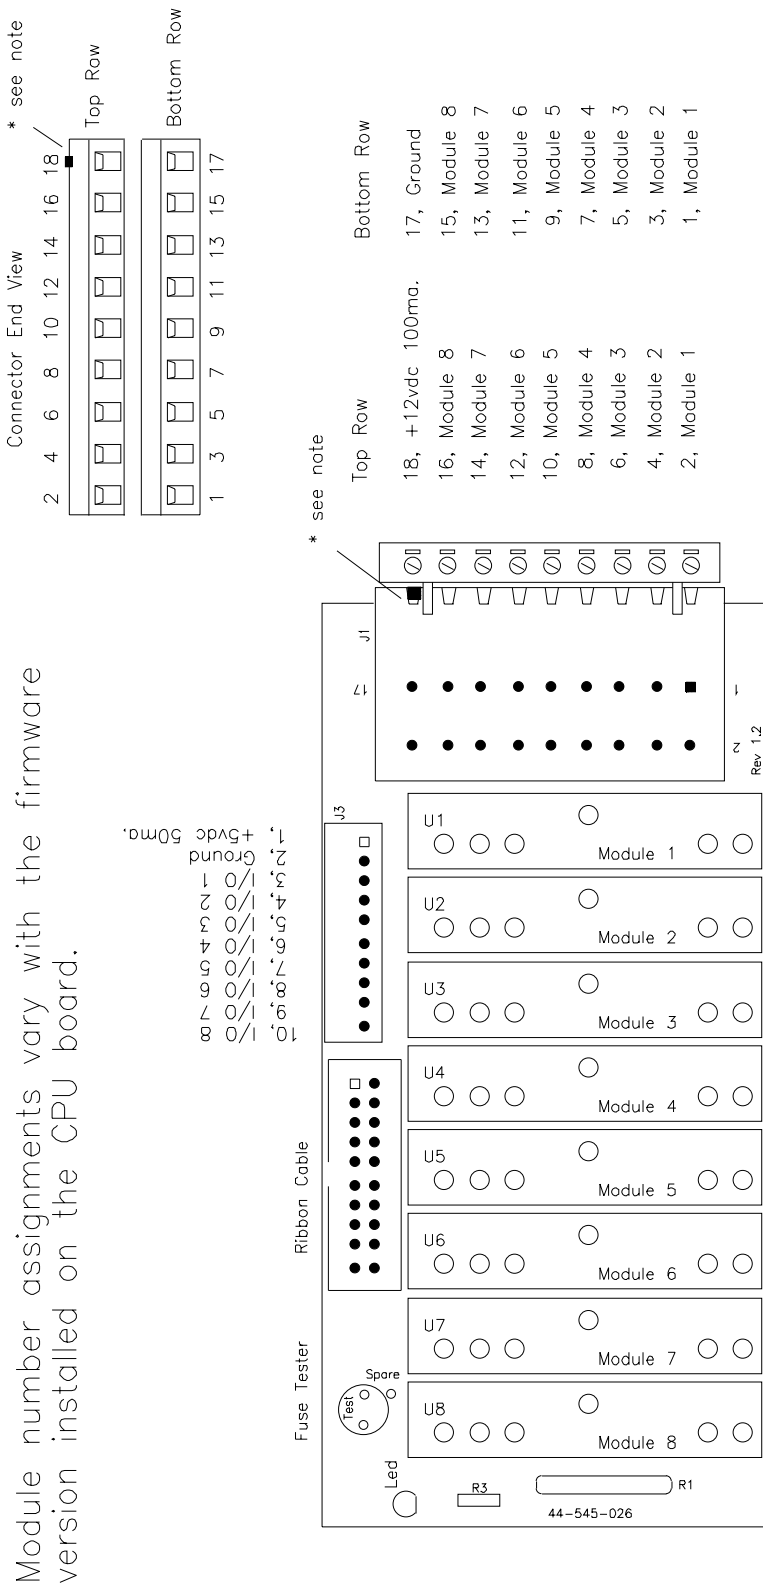 Module number assignments vary with the firmware
version installed on the CPU board.
Connector End View
* see note
2 4 6 8 10 12 14 16 18
Top Row
Bottom Row
1 3 5 7 9 11 13 15 17
* see note
Top Row
18, +12vdc 100ma.
16, Module 8
14, Module 7
12, Module 6
10, Module 5
8, Module 4
6, Module 3
4, Module 2
2, Module 1
Bottom Row
17, Ground
15, Module 8
13, Module 7
11, Module 6
9, Module 5
7, Module 4
5, Module 3
3, Module 2
1, Module 1
1, +5vdc 50ma.
2, Ground
3, I/O 1
4, I/O 2
5, I/O 3
6, I/O 4
7, I/O 5
8, I/O 6
9, I/O 7
10, I/O 8
J3
J1
17
1
2
Rev 1.2
Ribbon Cable
Fuse Tester
Test
Spare
Led
R3
R1
44-545-026
U1
Module 1
U2
Module 2
U3
Module 3
U4
Module 4
U5
Module 5
U6
Module 6
U7
Module 7
U8
Module 8